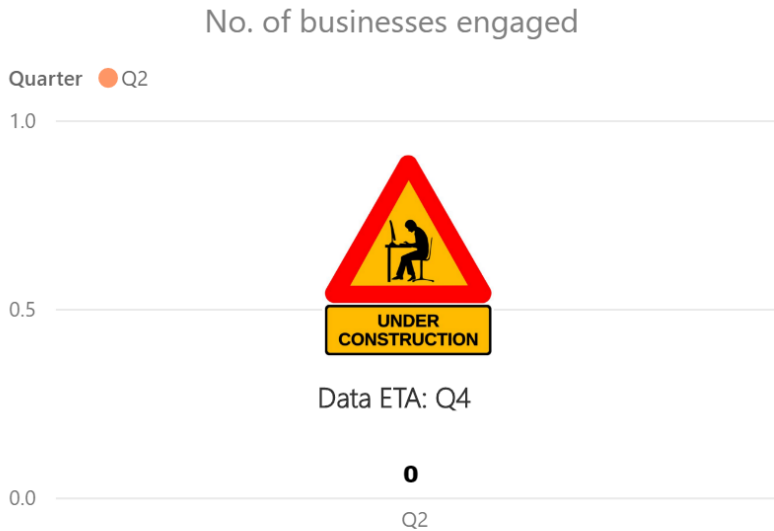 No. of businesses engaged
Quarter Q2
1.0
UNDER
CONSTRUCTION
0.5
Data ETA: Q4
0
0.0
Q2